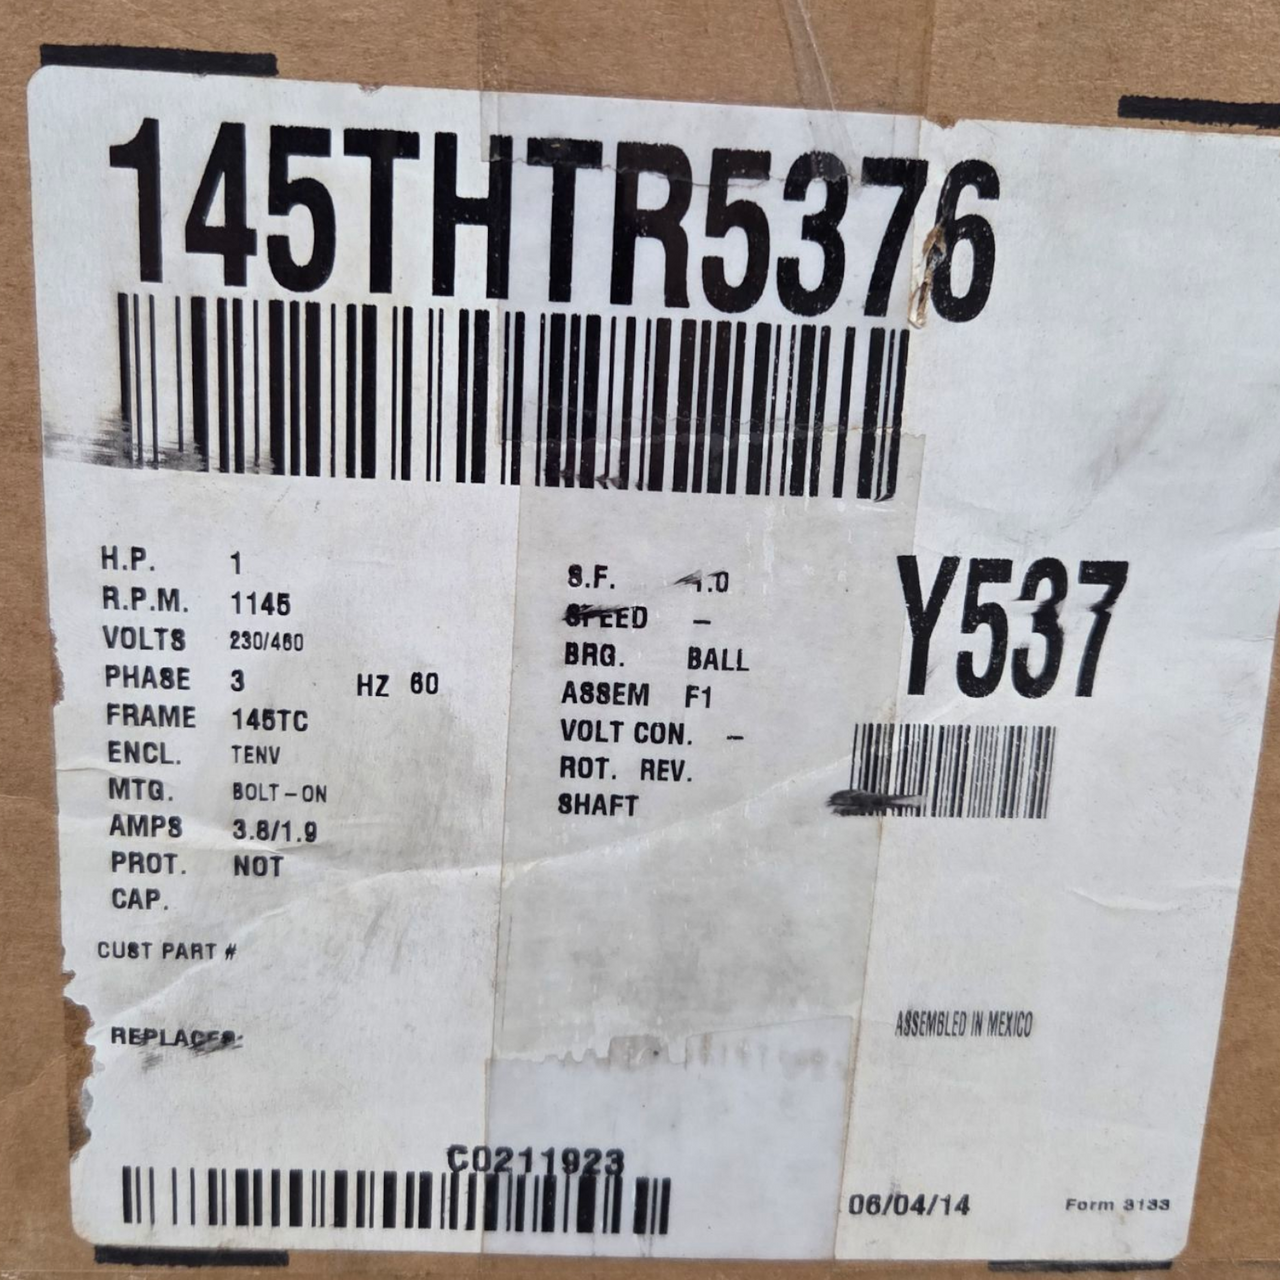 145THTR5376
H.P. 1
R.P.M. 1145
VOLTS 230/460
PHASE 3 HZ 60
FRAME 145TC
ENCL. TENV
MTG. BOLT-ON
AMPS 3.8/1.9
PROT. NOT
CAP.
CUST PART #
REPLACES:
S.F. 1.0
SPEED -
BRG. BALL
ASSEM F1
VOLT CON. -
ROT. REV.
SHAFT
Y537
ASSEMBLED IN MEXICO
C0211923
06/04/14
Form 3133